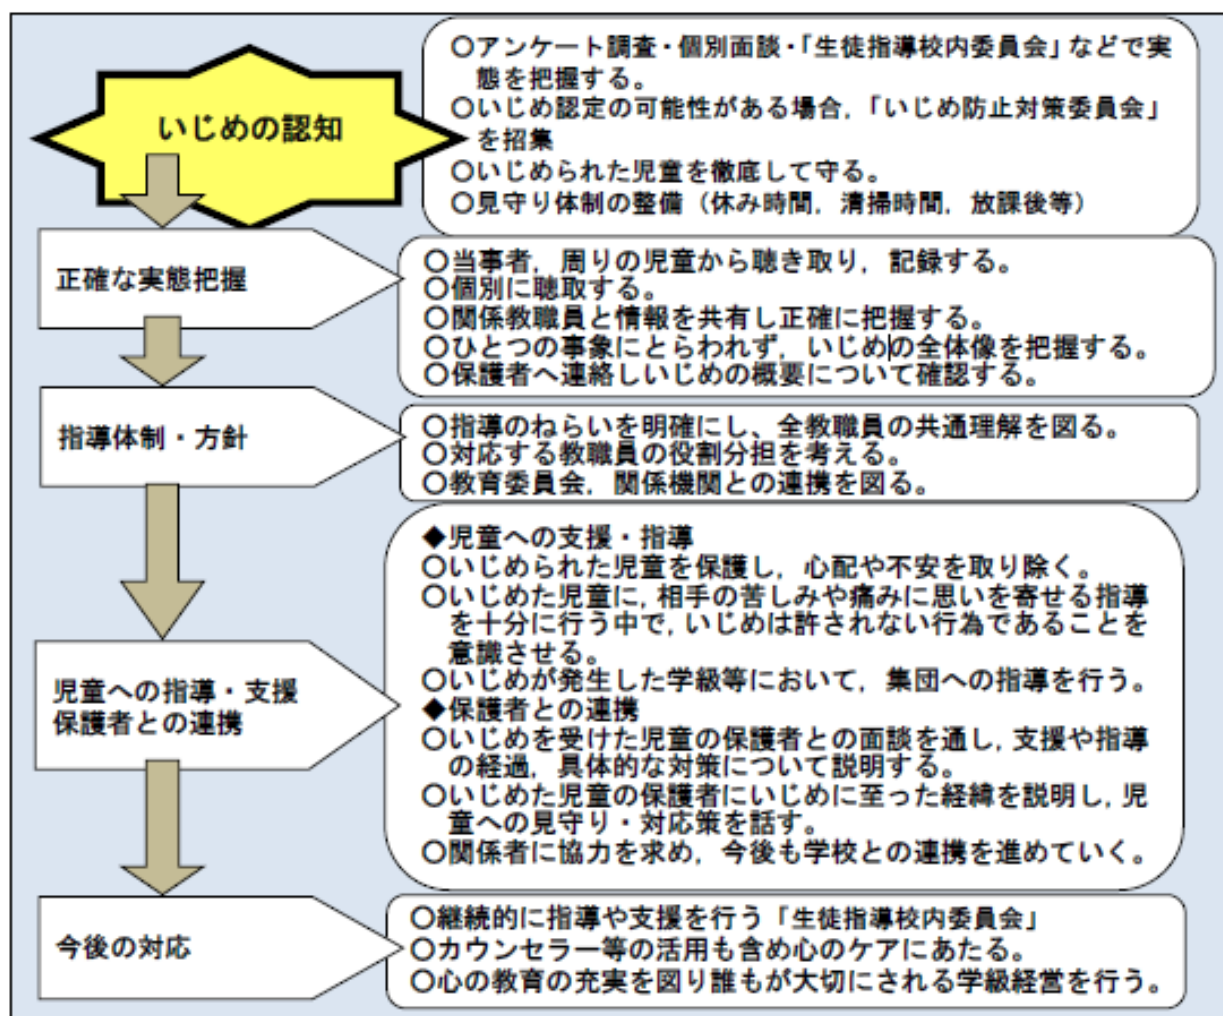 いじめの認知
○アンケート調査・個別面談・「生徒指導校内委員会」などで実
態を把握する。
○いじめ認定の可能性がある場合,「いじめ防止対策委員会」
を招集
○いじめられた児童を徹底して守る。
○見守り体制の整備（休み時間，清掃時間，放課後等）
正確な実態把握
○当事者，周りの児童から聴き取り，記録する。
○個別に聴取する。
○関係教職員と情報を共有し正確に把握する。
○ひとつの事象にとらわれず，いじめの全体像を把握する。
○保護者へ連絡しいじめの概要について確認する。
指導体制・方針
○指導のねらいを明確にし、全教職員の共通理解を図る。
○対応する教職員の役割分担を考える。
○教育委員会，関係機関との連携を図る。
児童への指導・支援
保護者との連携
◆児童への支援・指導
○いじめられた児童を保護し，心配や不安を取り除く。
○いじめた児童に,相手の苦しみや痛みに思いを寄せる指導
を十分に行う中で,いじめは許されない行為であることを
意識させる。
○いじめが発生した学級等において，集団への指導を行う。
◆保護者との連携
○いじめを受けた児童の保護者との面談を通し,支援や指導
の経過，具体的な対策について説明する。
○いじめた児童の保護者にいじめに至った経緯を説明し,児
童への見守り・対応策を話す。
○関係者に協力を求め，今後も学校との連携を進めていく。
今後の対応
○継続的に指導や支援を行う「生徒指導校内委員会」
○カウンセラー等の活用も含め心のケアにあたる。
○心の教育の充実を図り誰もが大切にされる学級経営を行う。